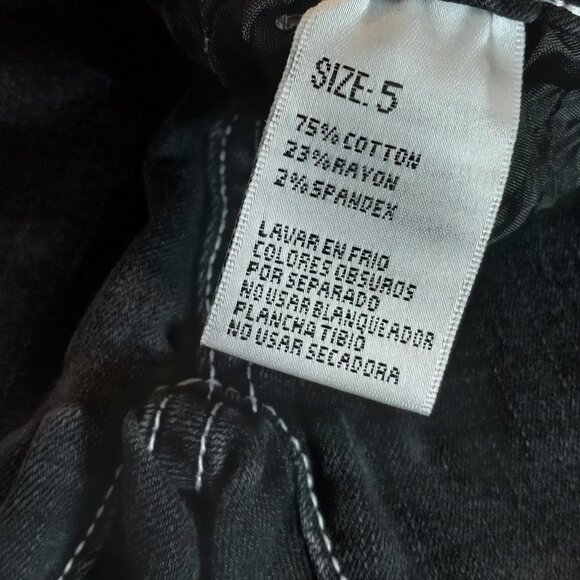 SIZE: 5
75% COTTON
23% RAYON
2% SPANDEX
LAVAR EN FRIO
COLORES OBSUROS
POR SEPARADO
NO USAR BLANQUEADOR
PLANCHA TIBIO
NO USAR SECADORA